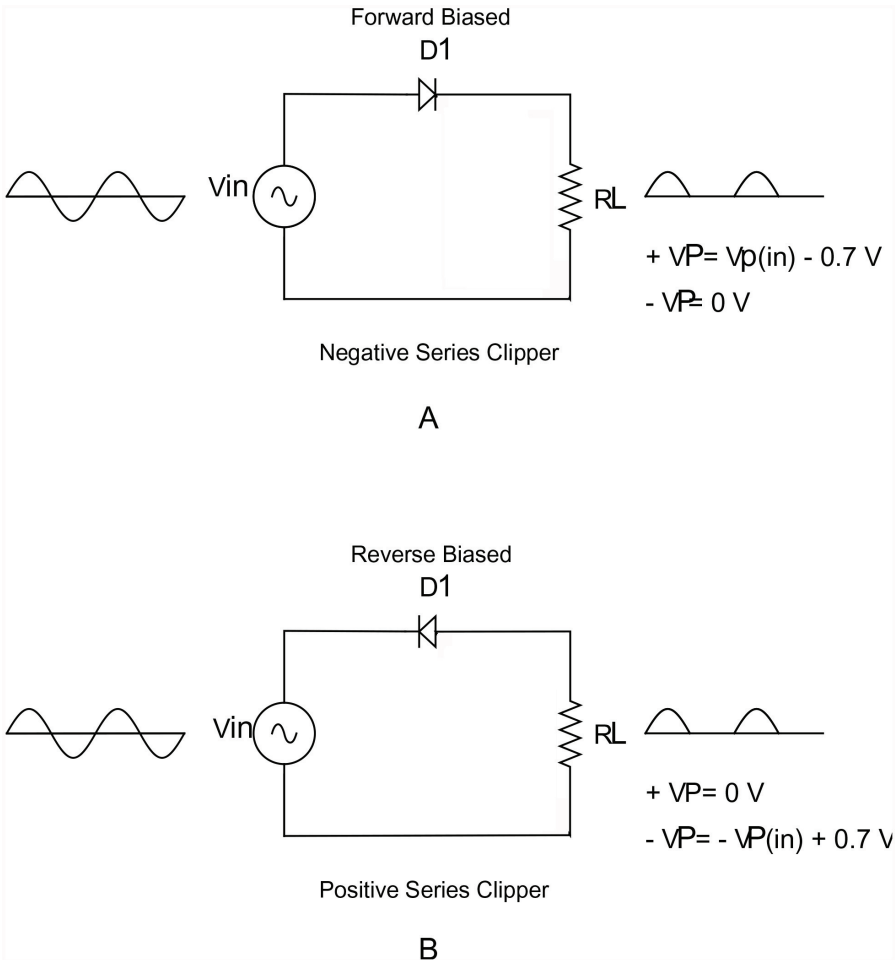 Forward Biased
D1
Vin
RL
+ VP= Vp(in) - 0.7 V
- VP= 0 V
Negative Series Clipper
A
Reverse Biased
D1
Vin
RL
+ VP= 0 V
- VP= - VP(in) + 0.7 V
Positive Series Clipper
B